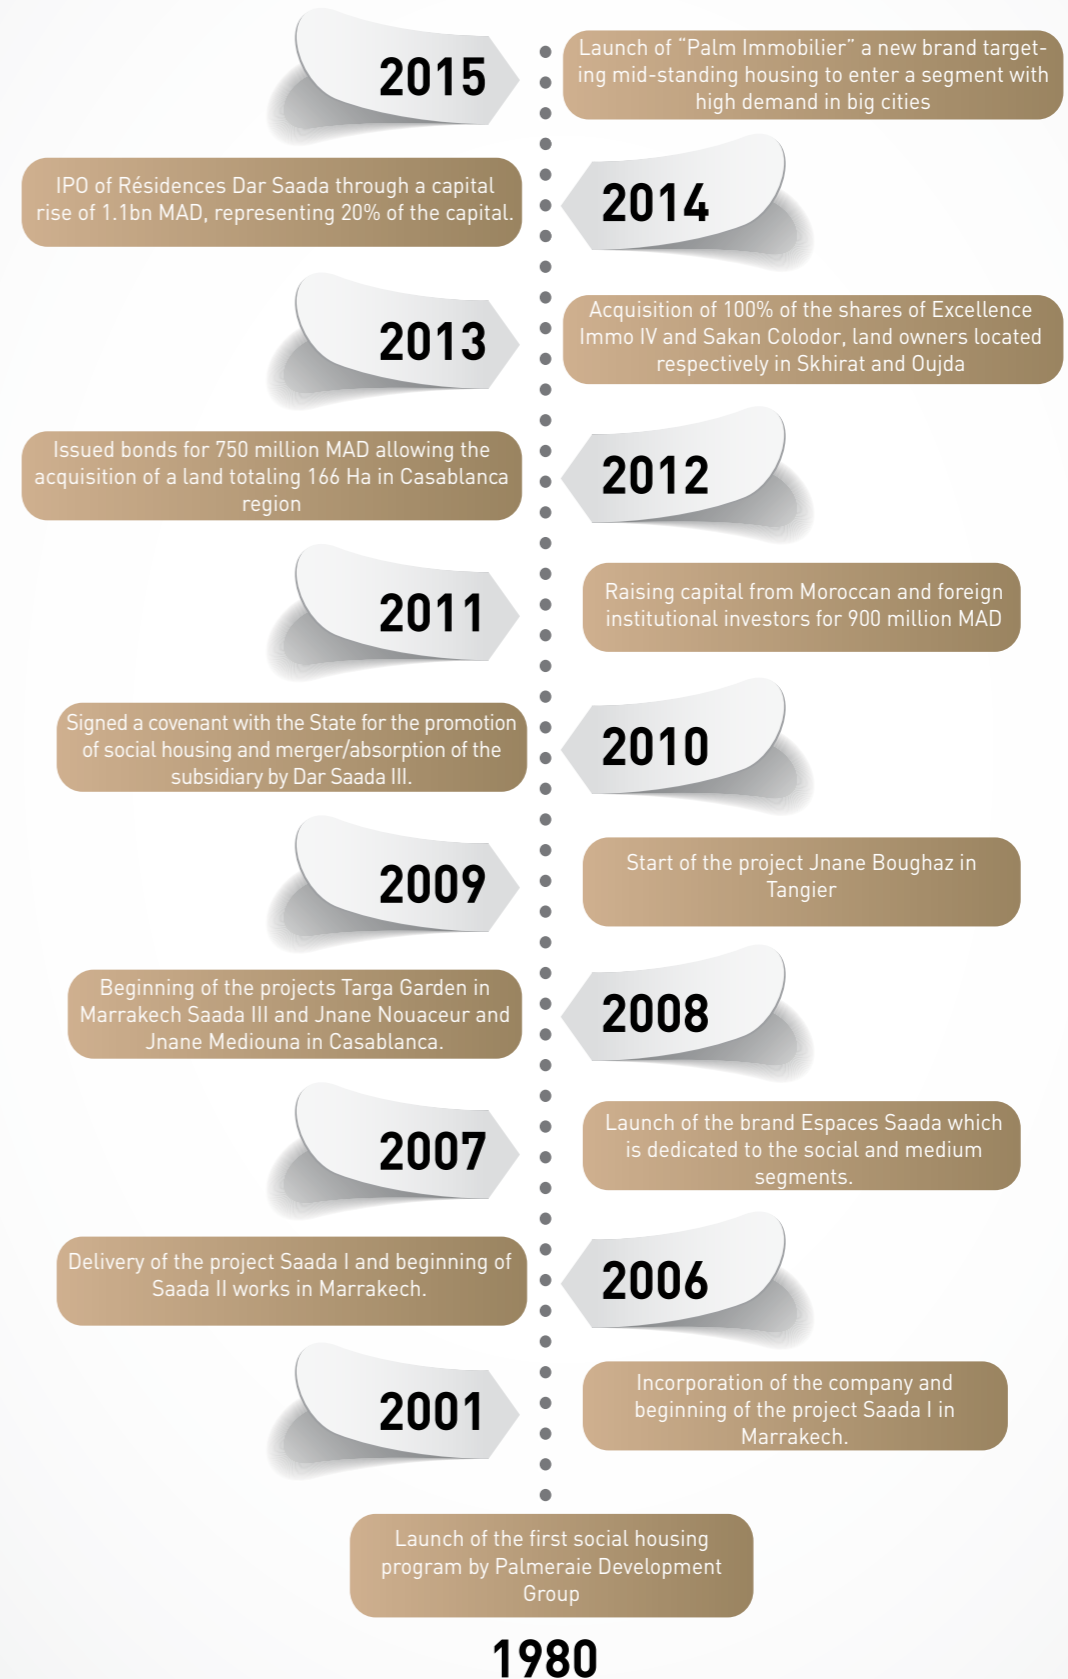 2015
Launch of “Palm Immobilier” a new brand target-
ing mid-standing housing to enter a segment with
high demand in big cities
IPO of Résidences Dar Saada through a capital
rise of 1.1bn MAD, representing 20% of the capital.
2014
2013
Acquisition of 100% of the shares of Excellence
Immo IV and Sakan Colodor, land owners located
respectively in Skhirat and Oujda
Issued bonds for 750 million MAD allowing the
acquisition of a land totaling 166 Ha in Casablanca
region
2012
2011
Raising capital from Moroccan and foreign
institutional investors for 900 million MAD
Signed a covenant with the State for the promotion
of social housing and merger/absorption of the
subsidiary by Dar Saada III.
2010
2009
Start of the project Jnane Boughaz in
Tangier
Beginning of the projects Targa Garden in
Marrakech Saada III and Jnane Nouaceur and
Jnane Mediouna in Casablanca.
2008
2007
Launch of the brand Espaces Saada which
is dedicated to the social and medium
segments.
Delivery of the project Saada I and beginning of
Saada II works in Marrakech.
2006
2001
Incorporation of the company and
beginning of the project Saada I in
Marrakech.
Launch of the first social housing
program by Palmeraie Development
Group
1980